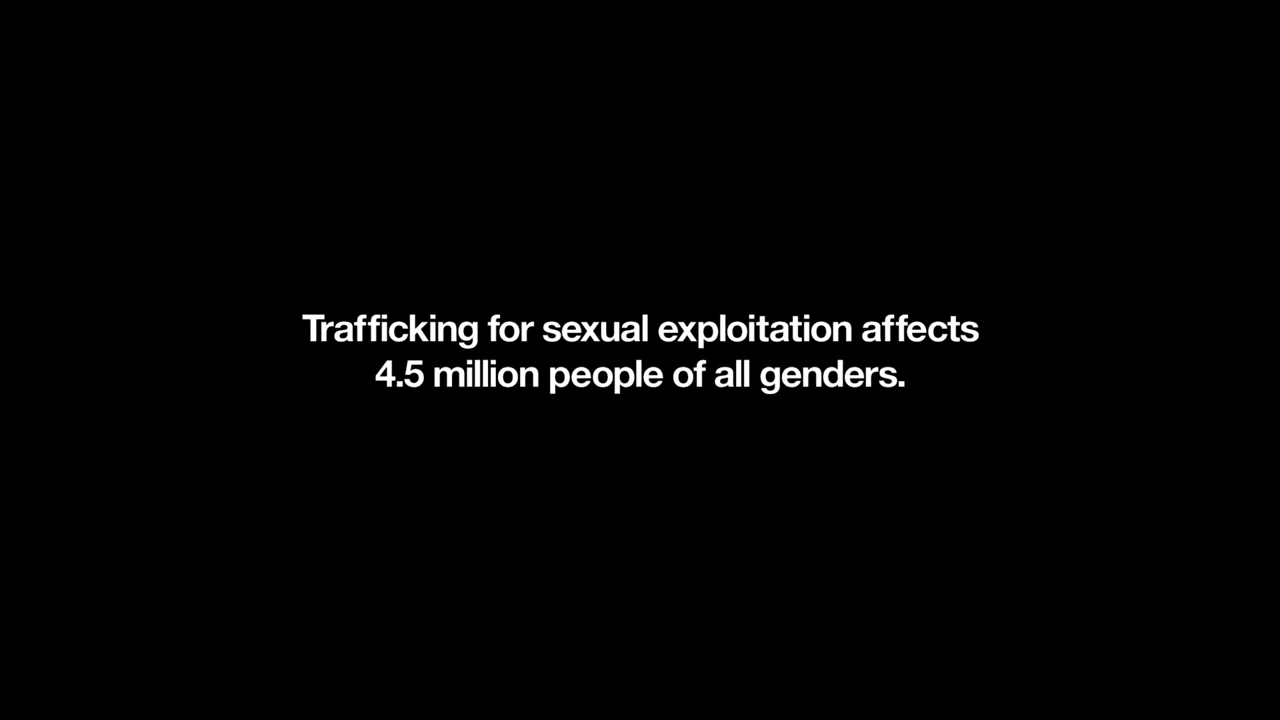 Trafficking for sexual exploitation affects
4.5 million people of all genders.